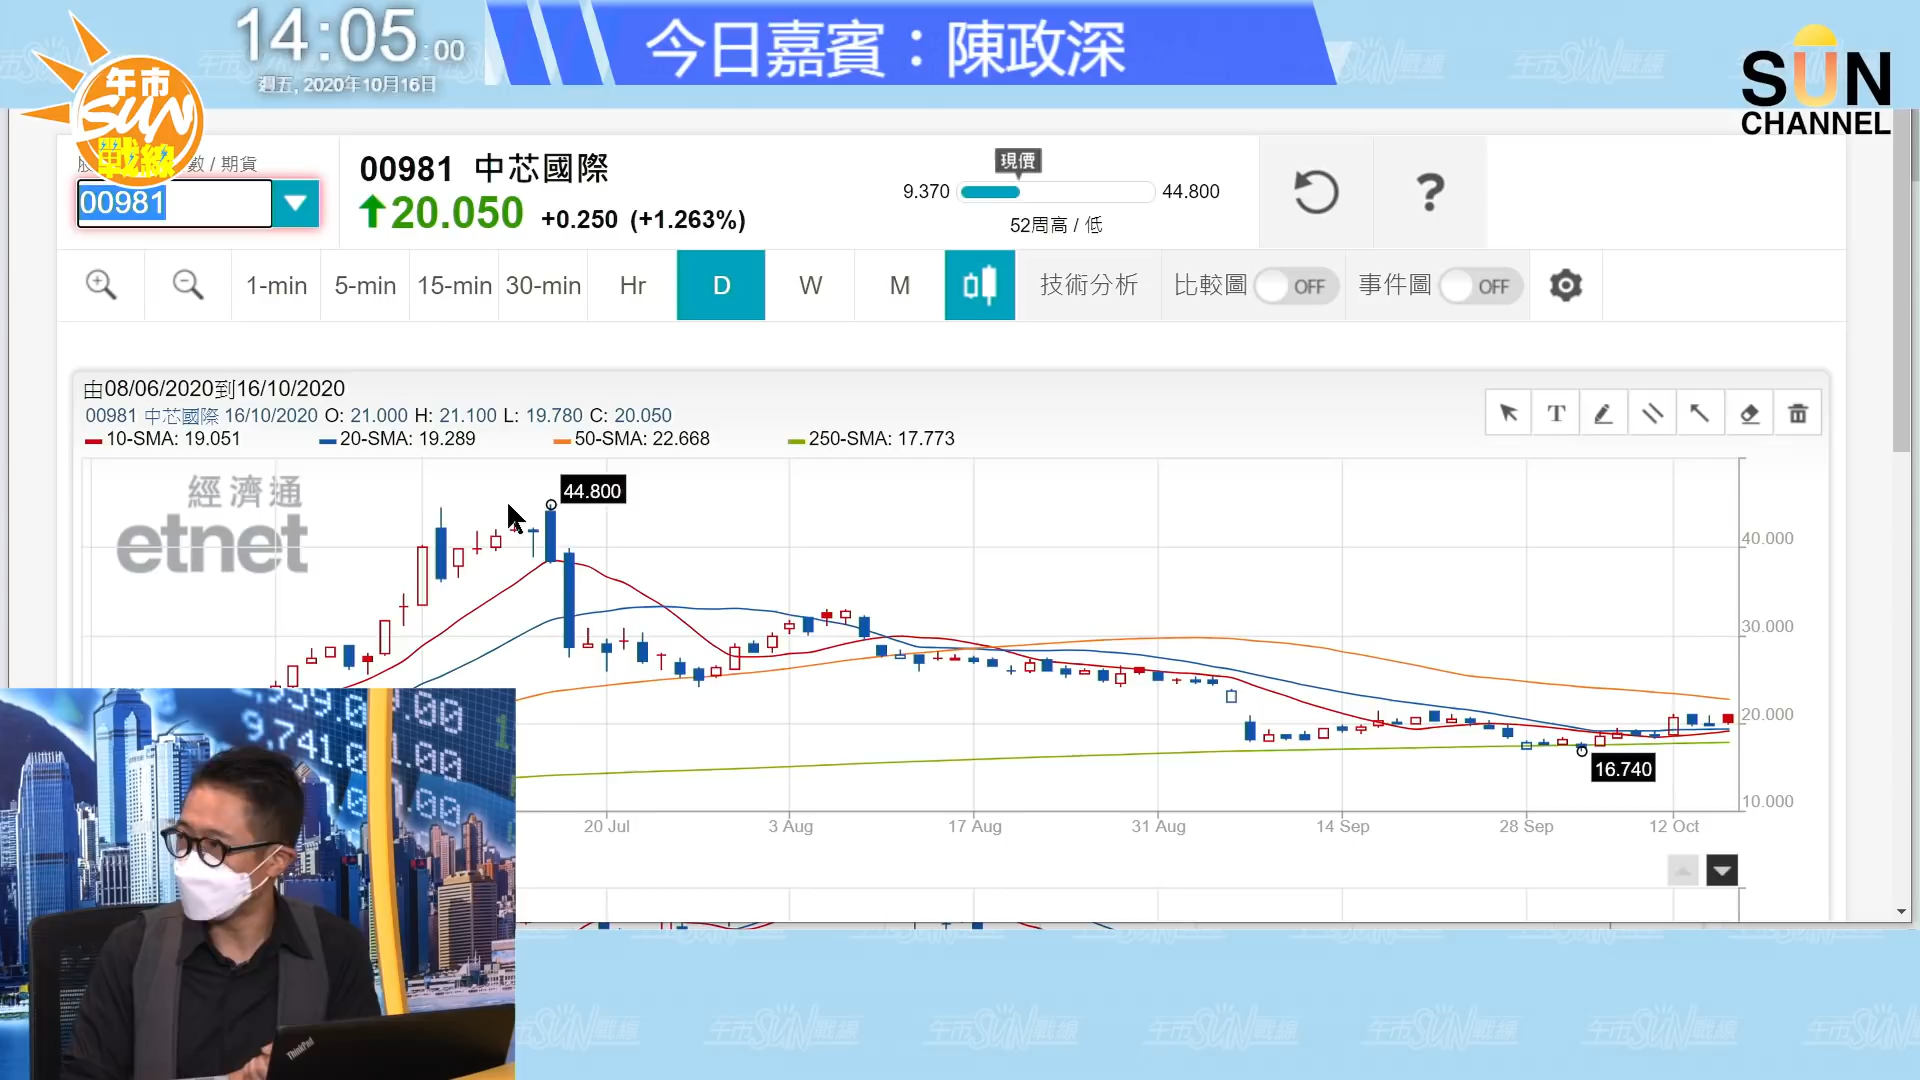 14:05:00
週五, 2020年10月16日
今日嘉賓：陳政深
午市
SUN
戰線
SUN
CHANNEL
數 / 期貨
00981
00981 中芯國際
20.050 +0.250 (+1.263%)
現價
9.370 44.800
52周高 / 低
?
1-min 5-min 15-min 30-min Hr D W M 技術分析 比較圖 OFF 事件圖 OFF
由08/06/2020到16/10/2020
00981 中芯國際 16/10/2020 O: 21.000 H: 21.100 L: 19.780 C: 20.050
10-SMA: 19.051 20-SMA: 19.289 50-SMA: 22.668 250-SMA: 17.773
T
經濟通
etnet
44.800
40.000
30.000
20.000
16.740
10.000
20 Jul 3 Aug 17 Aug 31 Aug 14 Sep 28 Sep 12 Oct
ThinkPad